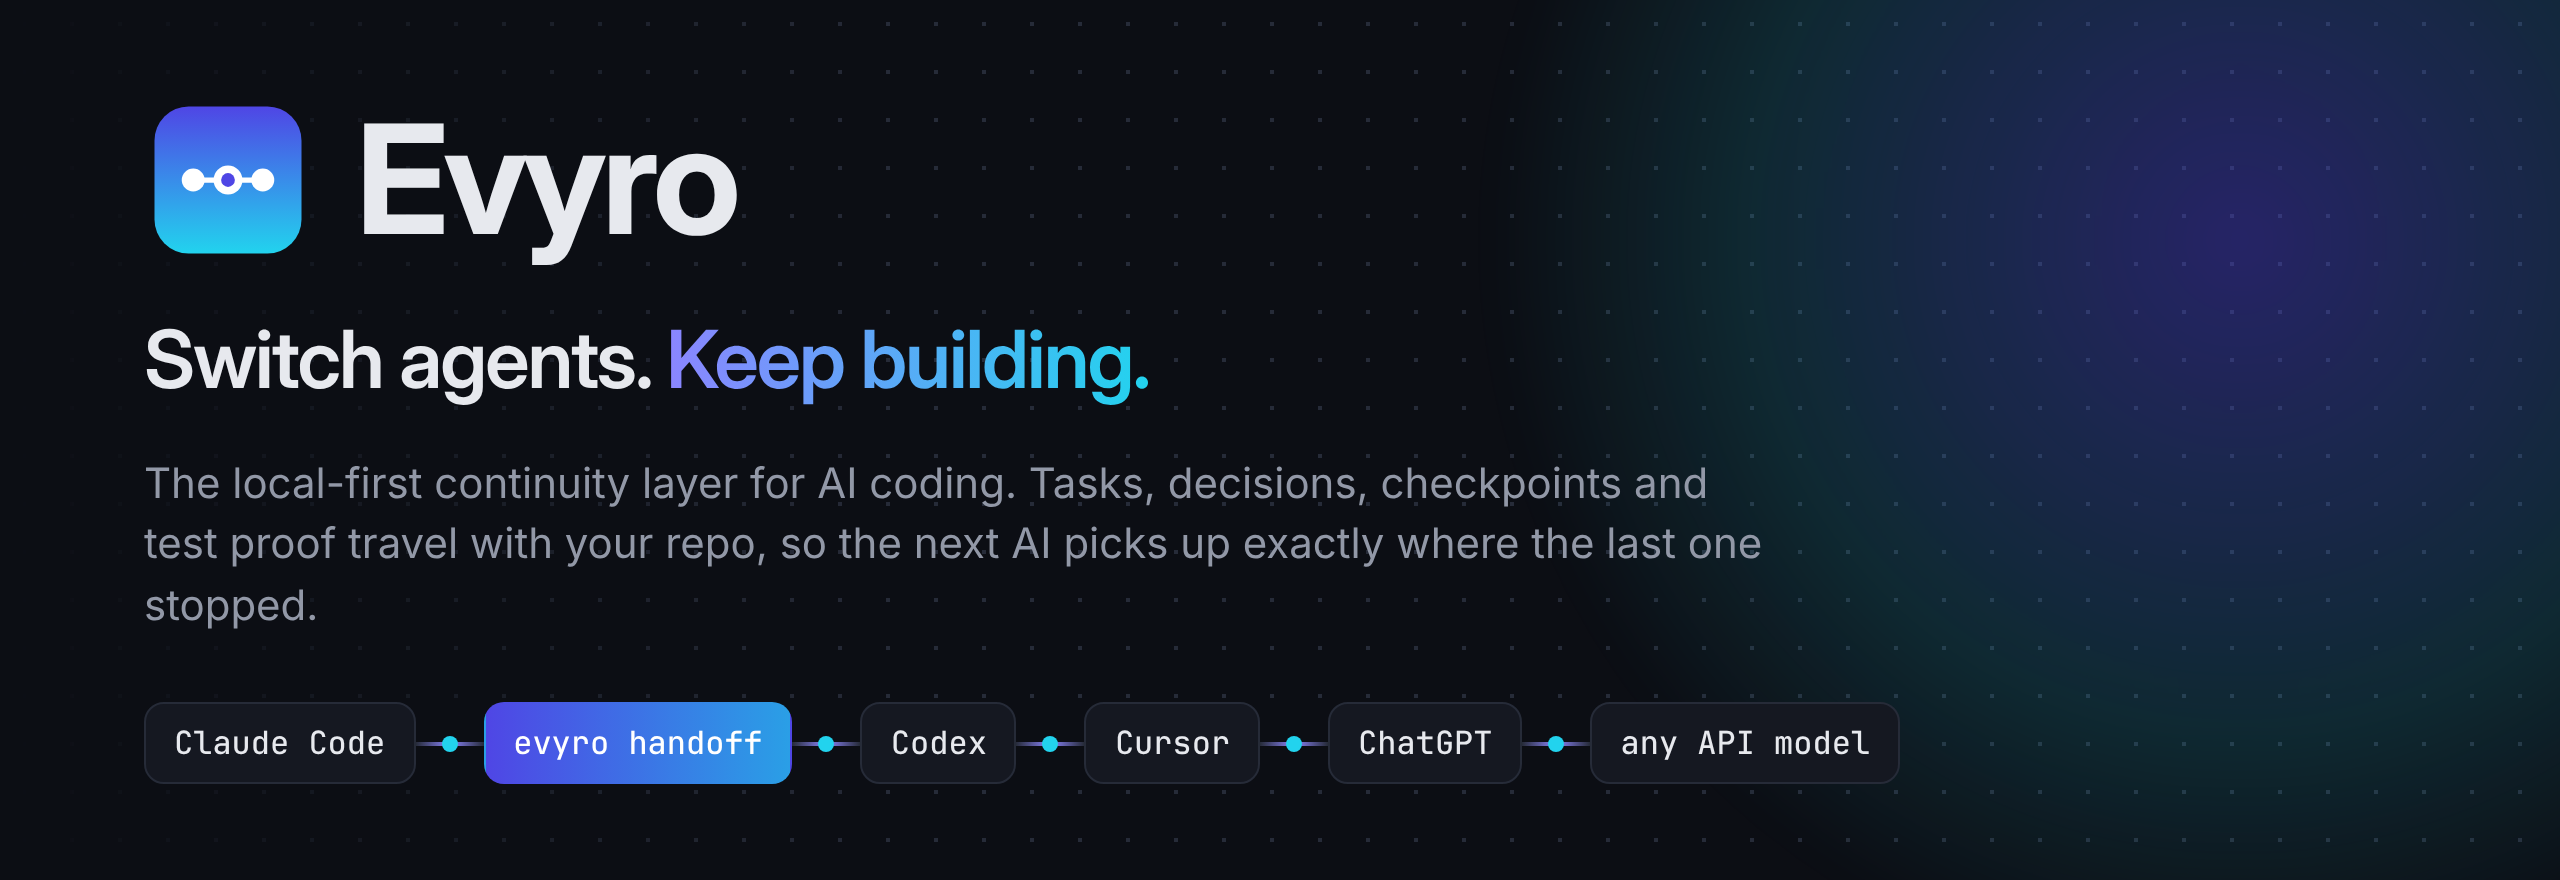 Evyro
Switch agents. Keep building.
The local-first continuity layer for AI coding. Tasks, decisions, checkpoints and
test proof travel with your repo, so the next AI picks up exactly where the last one
stopped.
Claude Code evyro handoff Codex Cursor ChatGPT any API model